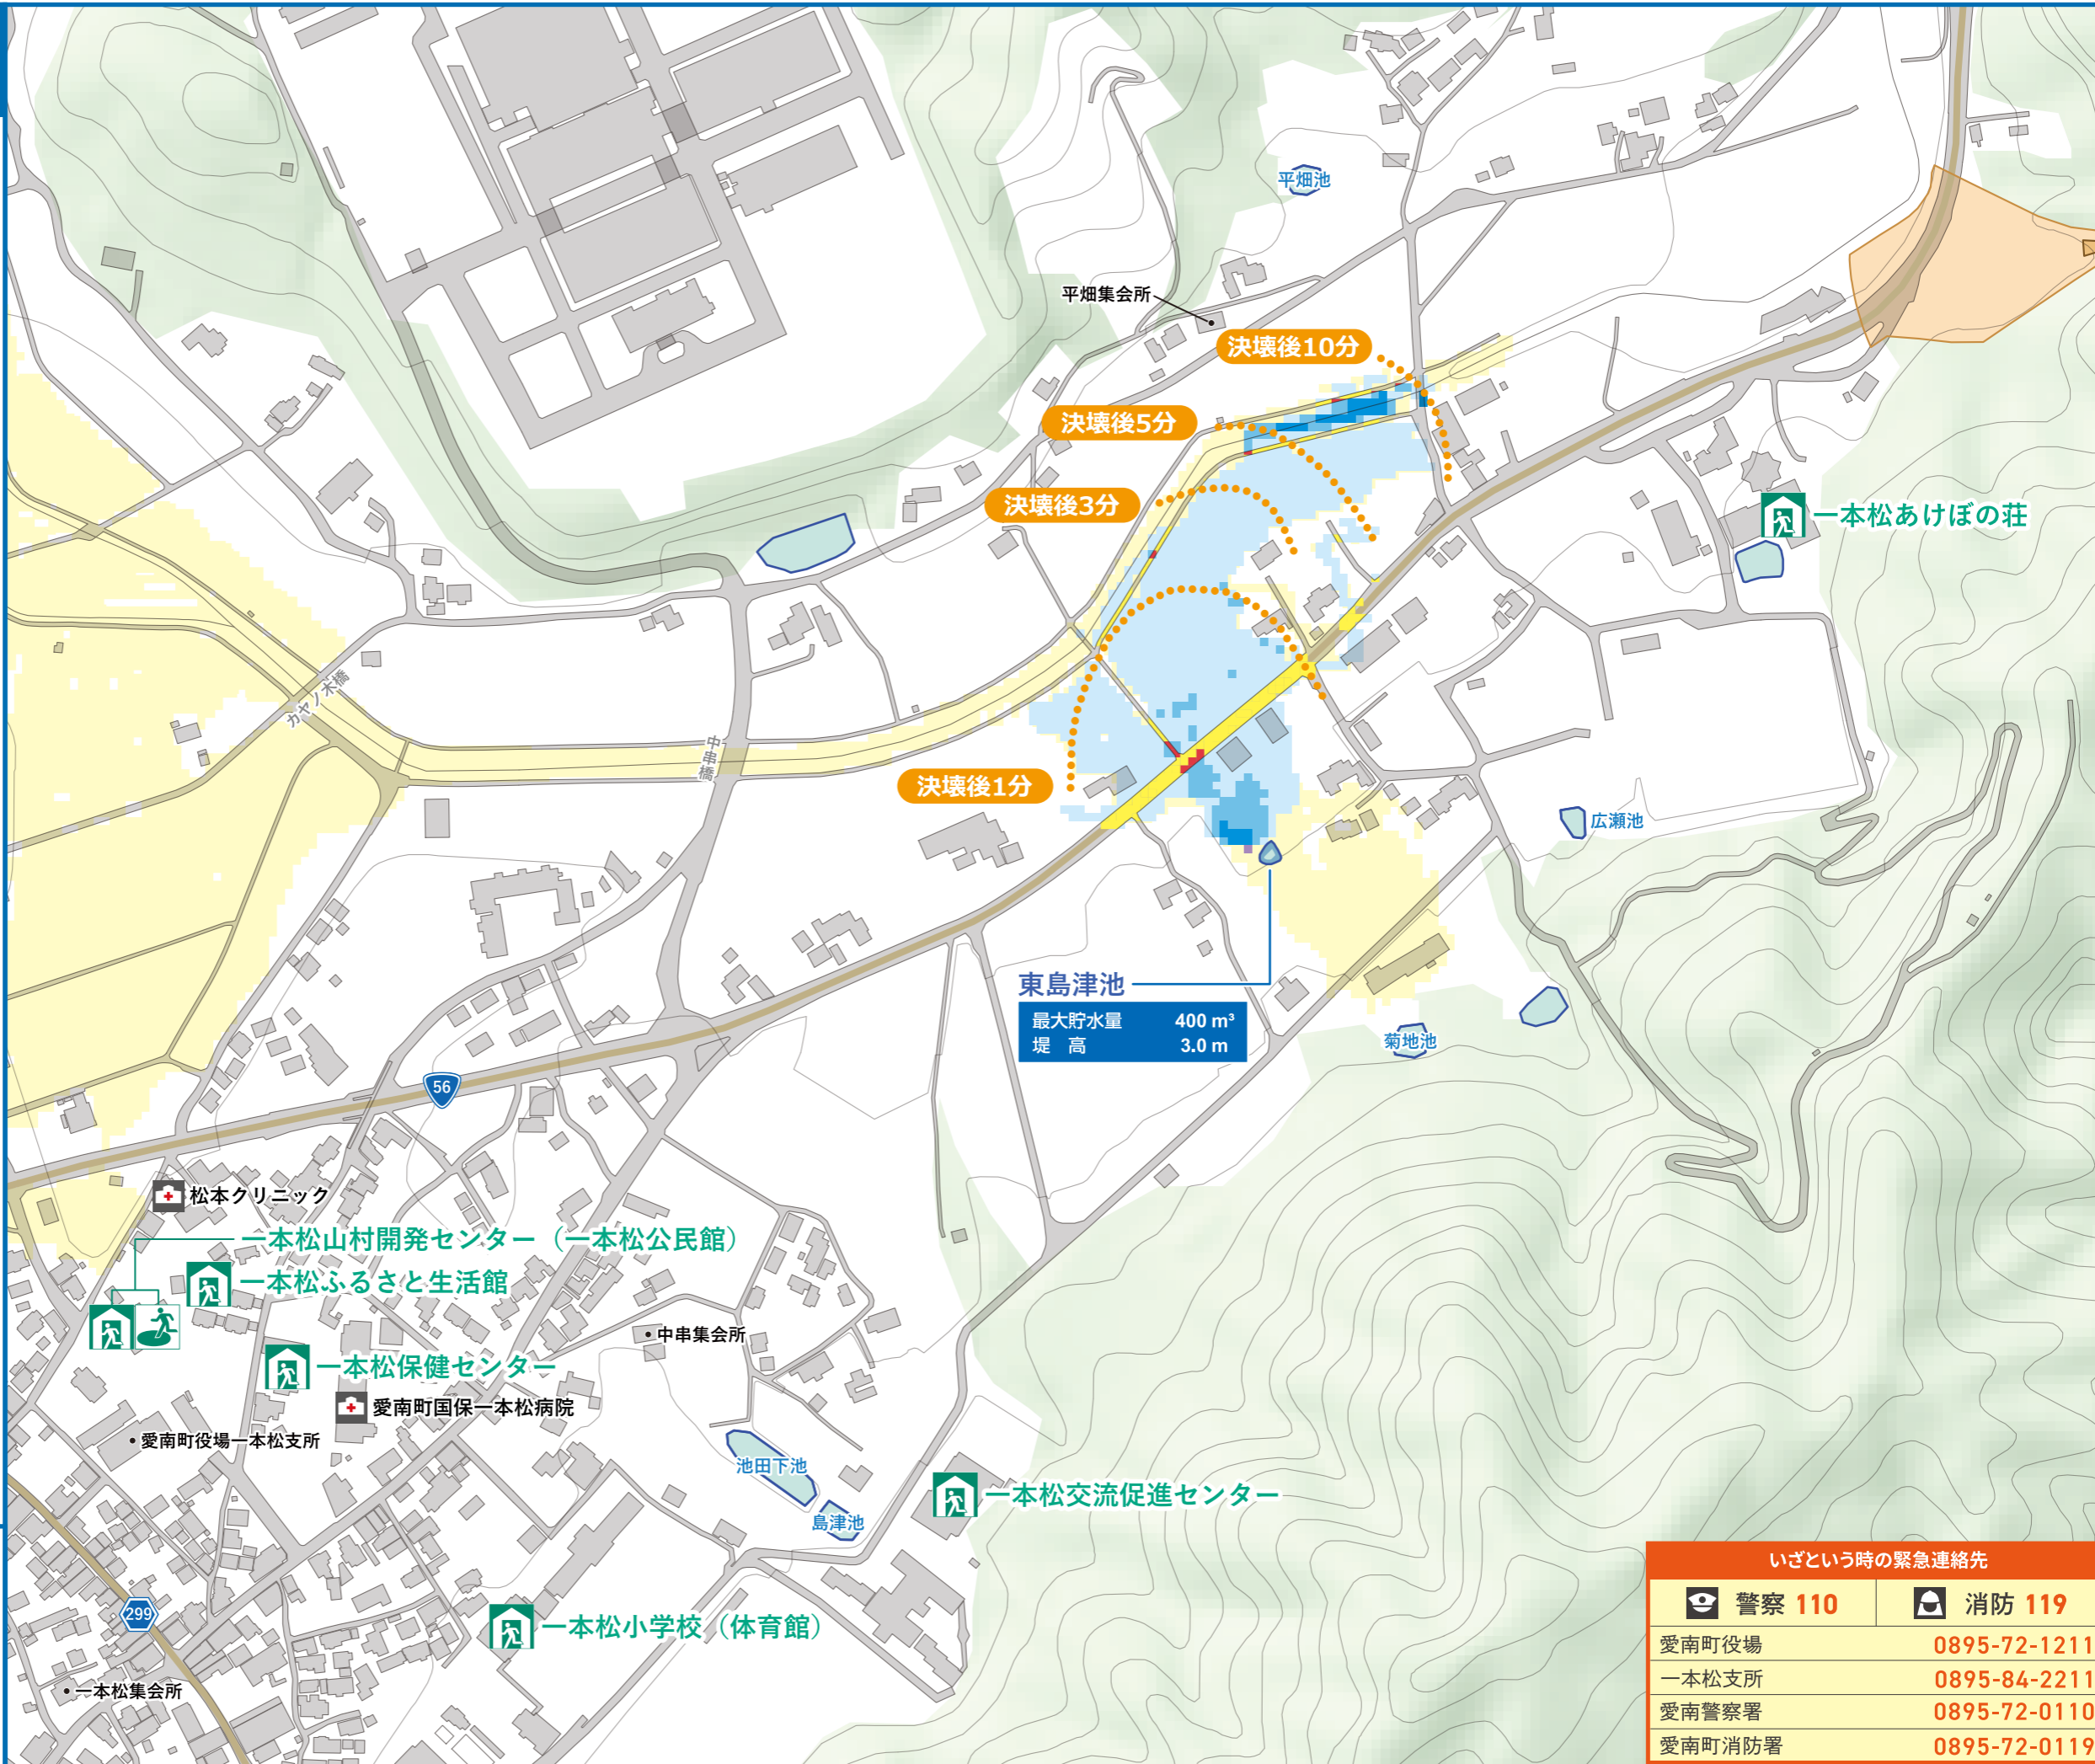 平畑池
平畑集会所
決壊後10分
決壊後5分
決壊後3分
一本松あけぼの荘
カヤノ木橋
中串橋
決壊後1分
広瀬池
東島津池
最大貯水量 400 m³
堤 高 3.0 m
菊地池
56
松本クリニック
一本松山村開発センター（一本松公民館）
一本松ふるさと生活館
中串集会所
一本松保健センター
愛南町国保一本松病院
愛南町役場一本松支所
池田下池
一本松交流促進センター
島津池
299
一本松小学校（体育館）
一本松集会所
いざという時の緊急連絡先
警察 110
消防 119
愛南町役場 0895-72-1211
一本松支所 0895-84-2211
愛南警察署 0895-72-0110
愛南町消防署 0895-72-0119